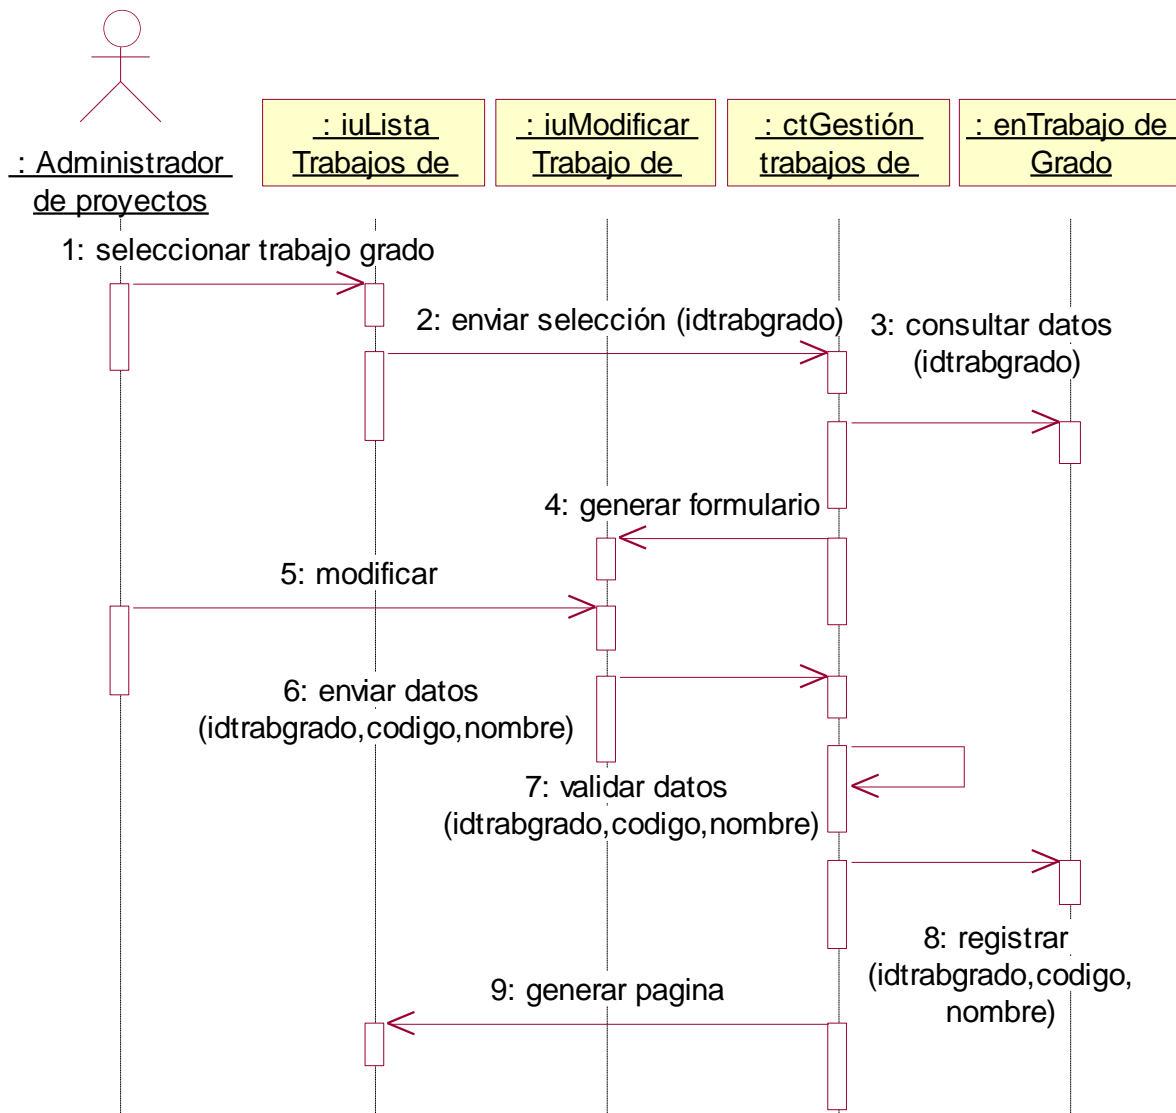 : Administrador
de proyectos
: iuLista
Trabajos de
: iuModificar
Trabajo de
: ctGestión
trabajos de
: enTrabajo de
Grado
1: seleccionar trabajo grado
2: enviar selección (idtrabgrado)
3: consultar datos
(idtrabgrado)
4: generar formulario
5: modificar
6: enviar datos
(idtrabgrado,codigo,nombre)
7: validar datos
(idtrabgrado,codigo,nombre)
8: registrar
(idtrabgrado,codigo,
nombre)
9: generar pagina